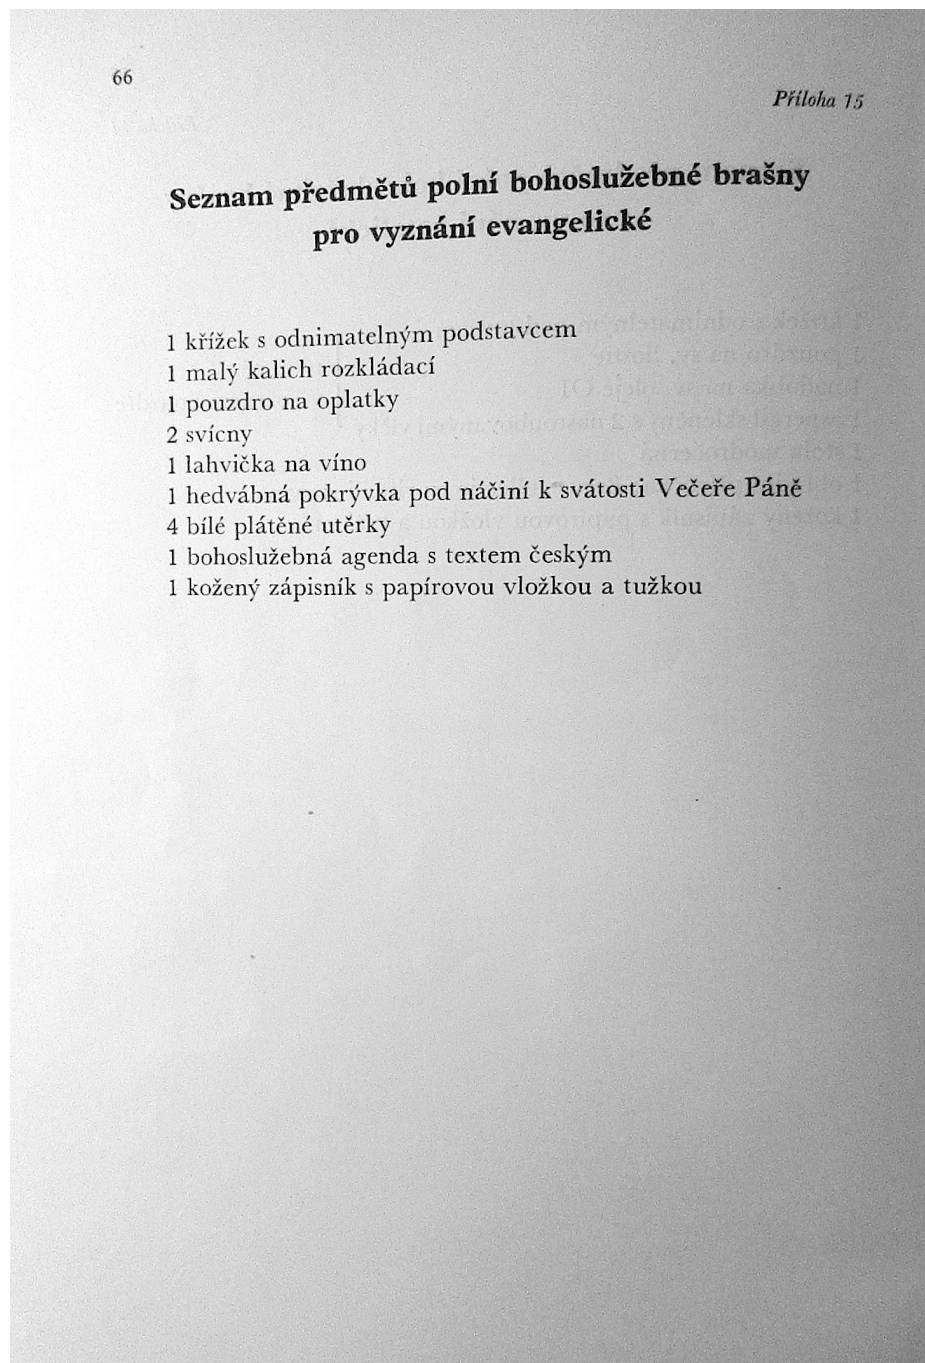 66
Příloha 15
Seznam předmětů polní bohoslužebné brašny
pro vyznání evangelické
1 křížek s odnimatelným podstavcem
1 malý kalich rozkládací
1 pouzdro na oplatky
2 svícny
1 lahvička na víno
1 hedvábná pokrývka pod náčiní k svátosti Večeře Páně
4 bílé plátěné utěrky
1 bohoslužebná agenda s textem českým
1 kožený zápisník s papírovou vložkou a tužkou